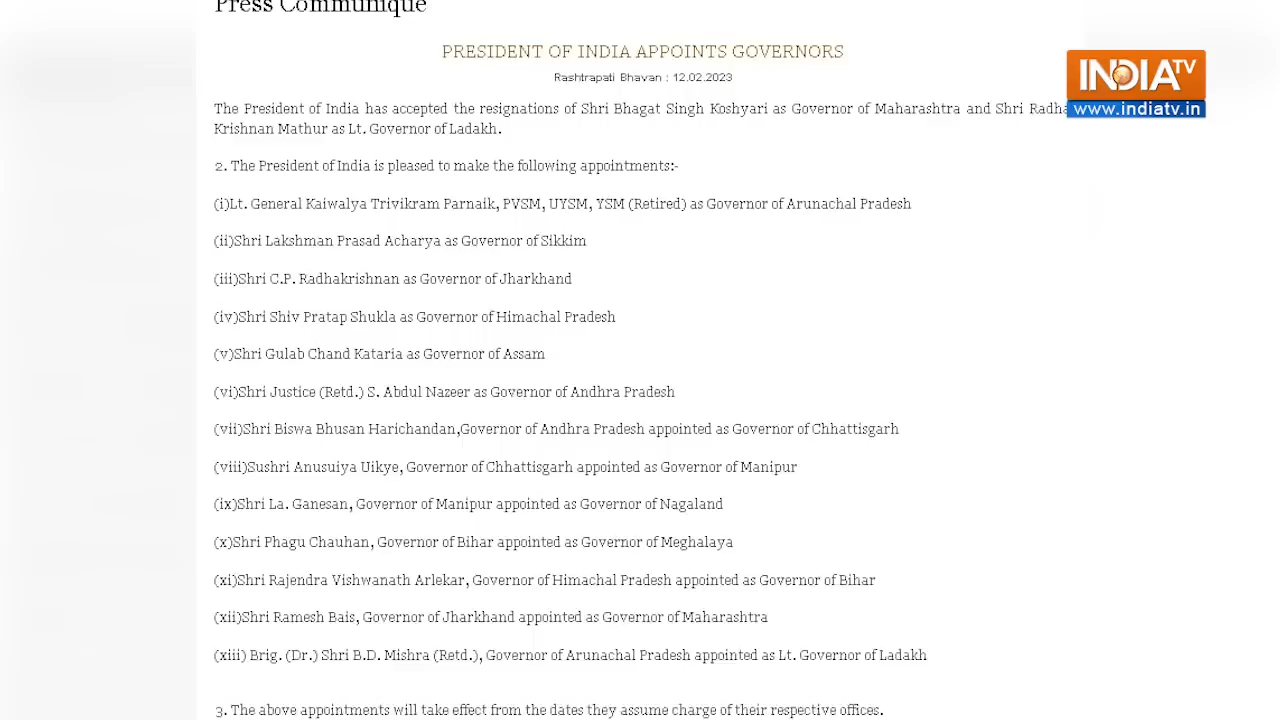 Press Communique
PRESIDENT OF INDIA APPOINTS GOVERNORS
Rashtrapati Bhavan : 12.02.2023
INDIA TV
www.indiatv.in
The President of India has accepted the resignations of Shri Bhagat Singh Koshyari as Governor of Maharashtra and Shri
Krishnan Mathur as Lt. Governor of Ladakh.
2. The President of India is pleased to make the following appointments:-
(i)Lt. General Kaiwalya Trivikram Parnaik, PVSM, UYSM, YSM (Retired) as Governor of Arunachal Pradesh
(ii)Shri Lakshman Prasad Acharya as Governor of Sikkim
(iii)Shri C.P. Radhakrishnan as Governor of Jharkhand
(iv)Shri Shiv Pratap Shukla as Governor of Himachal Pradesh
(v)Shri Gulab Chand Kataria as Governor of Assam
(vi)Shri Justice (Retd.) S. Abdul Nazeer as Governor of Andhra Pradesh
(vii)Shri Biswa Bhusan Harichandan,Governor of Andhra Pradesh appointed as Governor of Chhattisgarh
(viii)Sushri Anusuiya Uikye, Governor of Chhattisgarh appointed as Governor of Manipur
(ix)Shri La. Ganesan, Governor of Manipur appointed as Governor of Nagaland
(x)Shri Phagu Chauhan, Governor of Bihar appointed as Governor of Meghalaya
(xi)Shri Rajendra Vishwanath Arlekar, Governor of Himachal Pradesh appointed as Governor of Bihar
(xii)Shri Ramesh Bais, Governor of Jharkhand appointed as Governor of Maharashtra
(xiii) Brig. (Dr.) Shri B.D. Mishra (Retd.), Governor of Arunachal Pradesh appointed as Lt. Governor of Ladakh
3. The above appointments will take effect from the dates they assume charge of their respective offices.